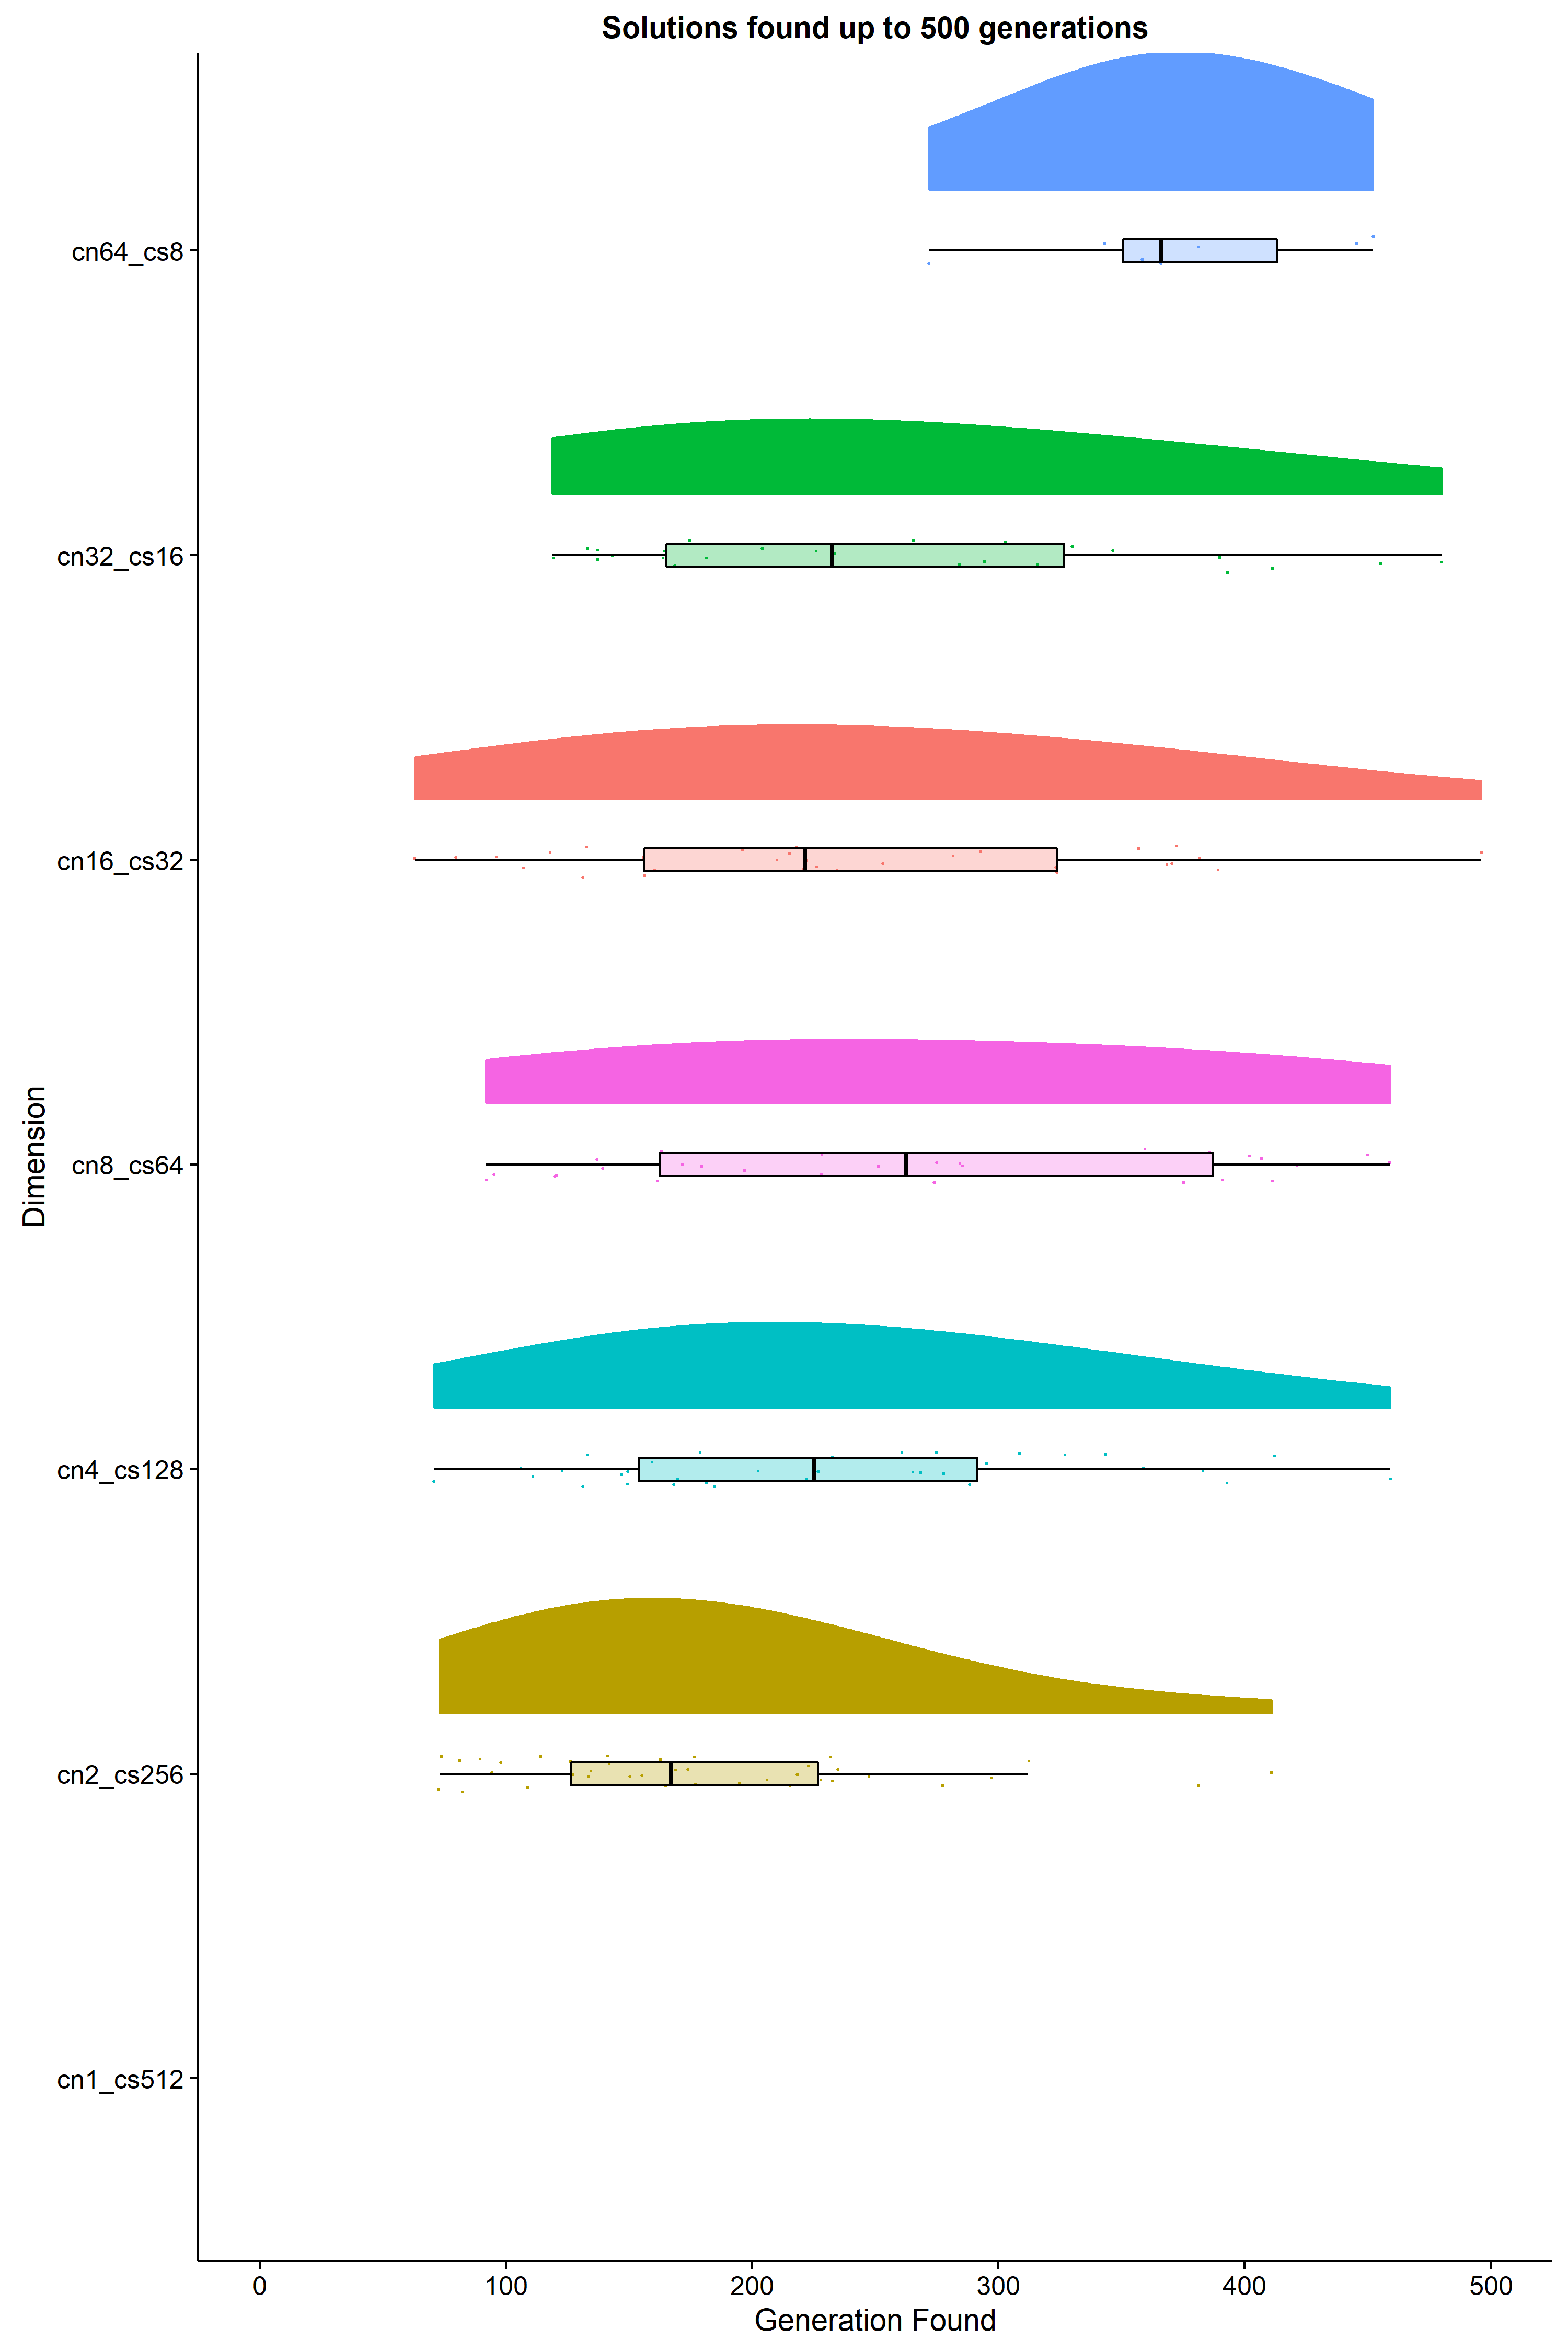 Solutions found up to 500 generations
cn64_cs8
cn32_cs16
cn16_cs32
cn8_cs64
cn4_cs128
cn2_cs256
cn1_cs512
Dimension
0 100 200 300 400 500
Generation Found